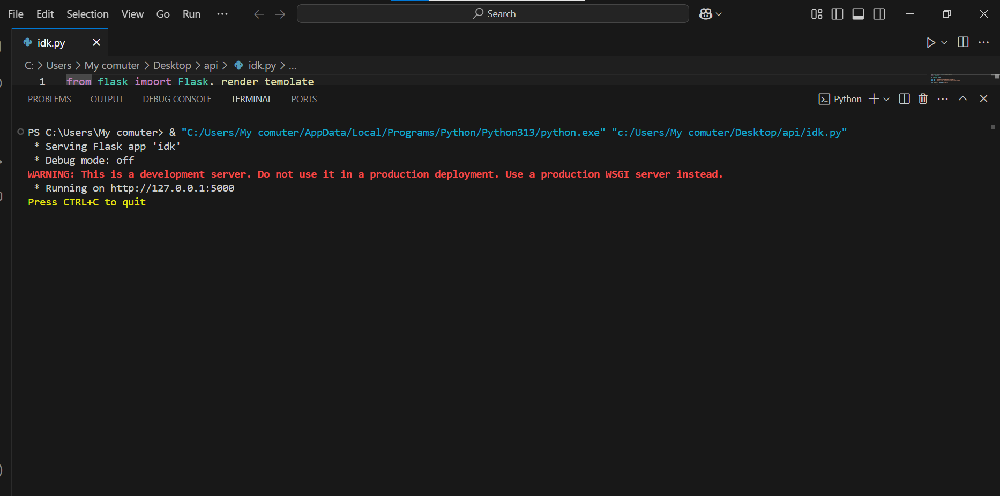 File Edit Selection View Go Run ··· Search
idk.py
C: > Users > My comuter > Desktop > api > idk.py > ...
1 from flask import Flask, render_template
PROBLEMS OUTPUT DEBUG CONSOLE TERMINAL PORTS Python
PS C:\Users\My comuter> & "C:/Users/My comuter/AppData/Local/Programs/Python/Python313/python.exe" "c:/Users/My comuter/Desktop/api/idk.py"
* Serving Flask app 'idk'
* Debug mode: off
WARNING: This is a development server. Do not use it in a production deployment. Use a production WSGI server instead.
* Running on http://127.0.0.1:5000
Press CTRL+C to quit